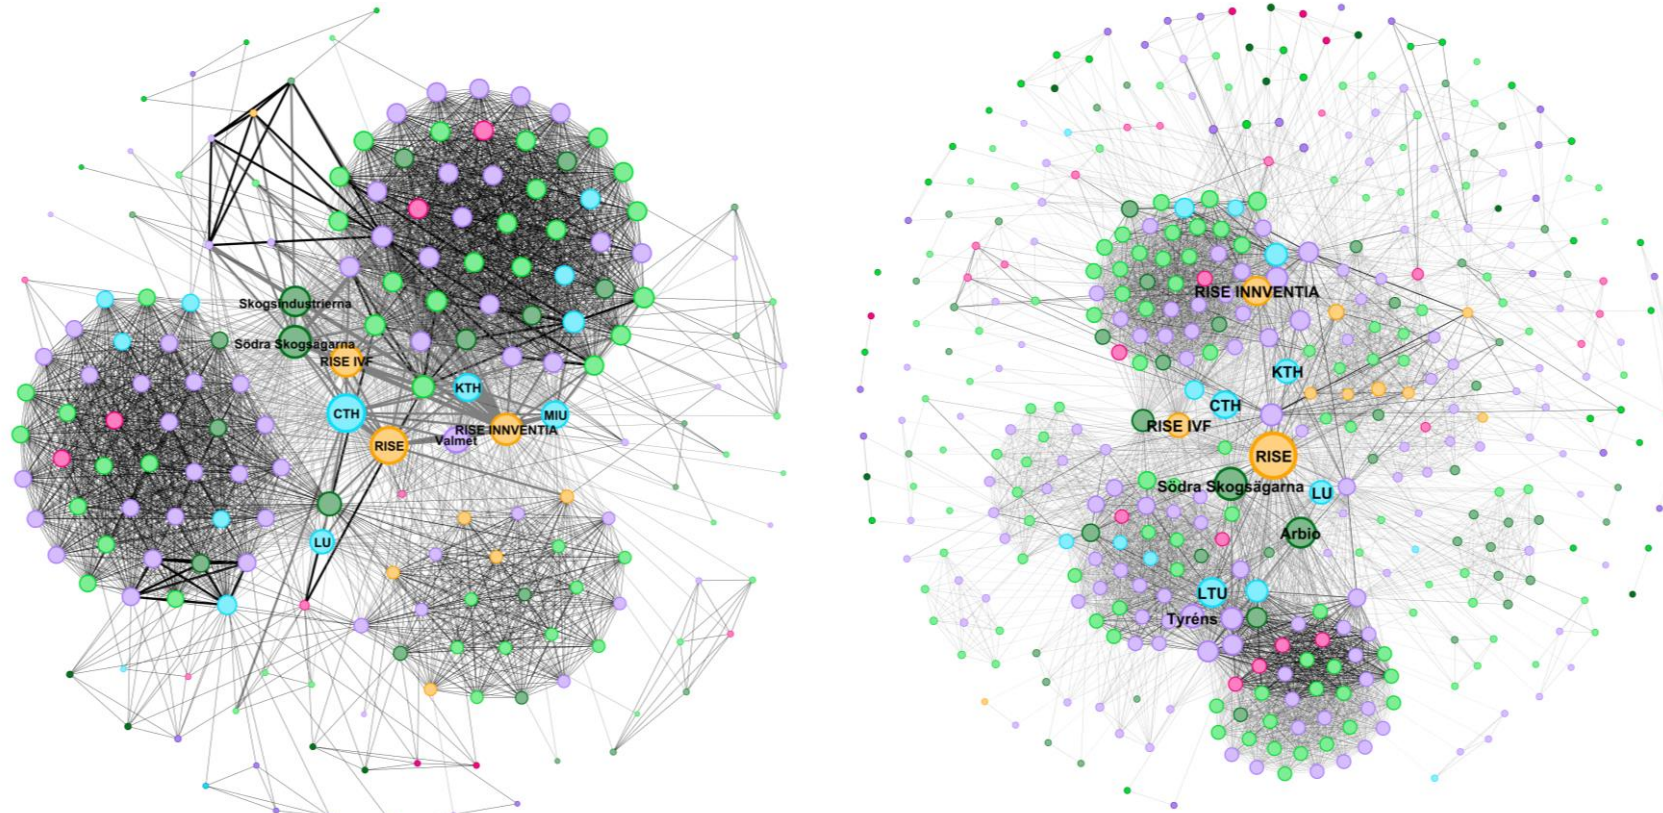 Skogsindustrierna
Södra Skogsägarna
RISE IVF
KTH
CTH
MIU
RISE INNVENTIA
Valmet
RISE
LU
RISE INNVENTIA
KTH
CTH
RISE IVF
RISE
Södra Skogsägarna
LU
Arbio
LTU
Tyréns